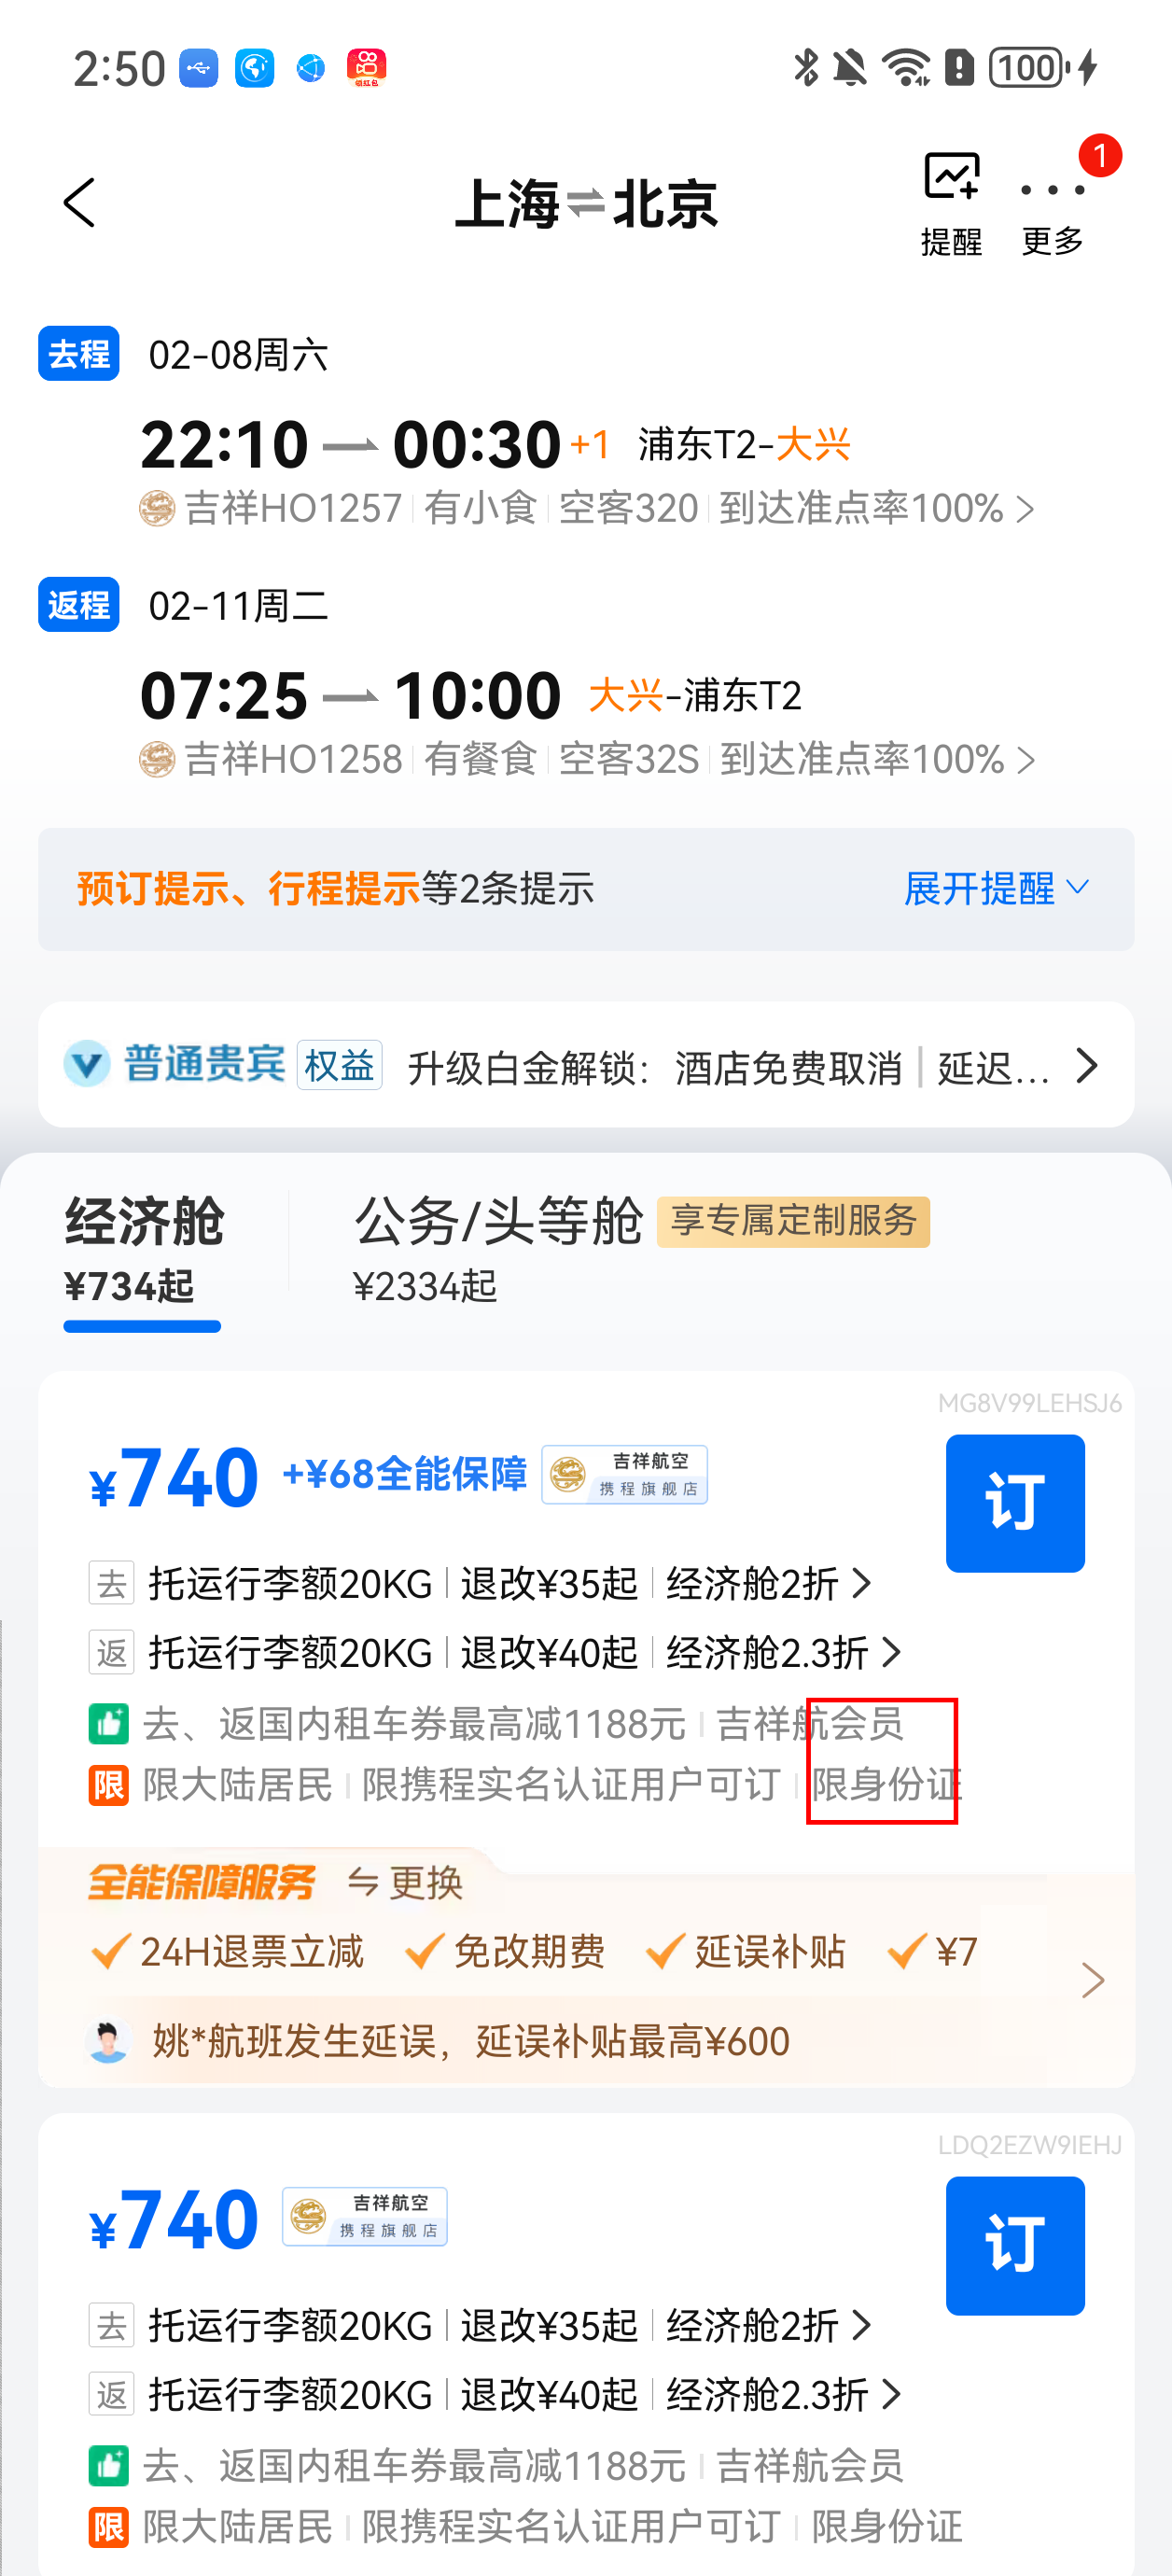 2:50
领红包
100
上海
北京
提醒
更多
1
去程 02-08周六
22:10 00:30 +1 浦东T2-大兴
吉祥HO1257 有小食 空客320 到达准点率100%
返程 02-11周二
07:25 10:00 大兴-浦东T2
吉祥HO1258 有餐食 空客32S 到达准点率100%
预订提示、行程提示等2条提示 展开提醒
普通贵宾 权益 升级白金解锁：酒店免费取消 延迟...
经济舱 公务/头等舱 享专属定制服务
¥734起 ¥2334起
MG8V99LEHSJ6
¥740 +¥68全能保障 吉祥航空 携程旗舰店 订
去 托运行李额20KG 退改¥35起 经济舱2折
返 托运行李额20KG 退改¥40起 经济舱2.3折
去、返国内租车券最高减1188元 吉祥航会员
限 限大陆居民 限携程实名认证用户可订 限身份证
全能保障服务 更换
24H退票立减 免改期费 延误补贴 ¥7
姚*航班发生延误，延误补贴最高¥600
LDQ2EZW9IEHJ
¥740 吉祥航空 携程旗舰店 订
去 托运行李额20KG 退改¥35起 经济舱2折
返 托运行李额20KG 退改¥40起 经济舱2.3折
去、返国内租车券最高减1188元 吉祥航会员
限 限大陆居民 限携程实名认证用户可订 限身份证